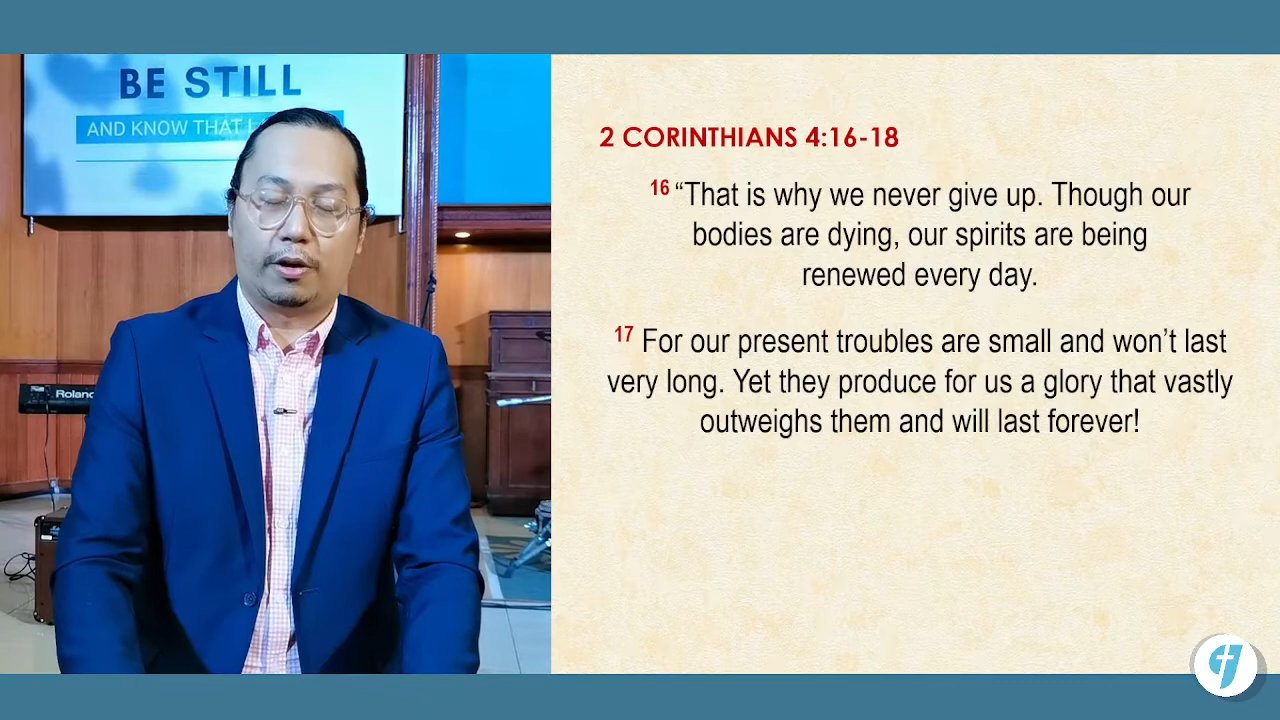 BE STILL
AND KNOW THAT I
Roland
2 CORINTHIANS 4:16-18
16 “That is why we never give up. Though our
bodies are dying, our spirits are being
renewed every day.
17 For our present troubles are small and won’t last
very long. Yet they produce for us a glory that vastly
outweighs them and will last forever!